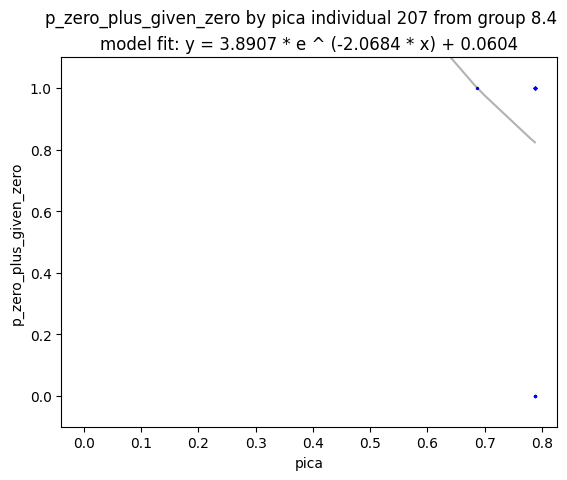 p_zero_plus_given_zero by pica individual 207 from group 8.4
model fit: y = 3.8907 * e ^ (-2.0684 * x) + 0.0604
p_zero_plus_given_zero
1.0
0.8
0.6
0.4
0.2
0.0
0.0 0.1 0.2 0.3 0.4 0.5 0.6 0.7 0.8
pica